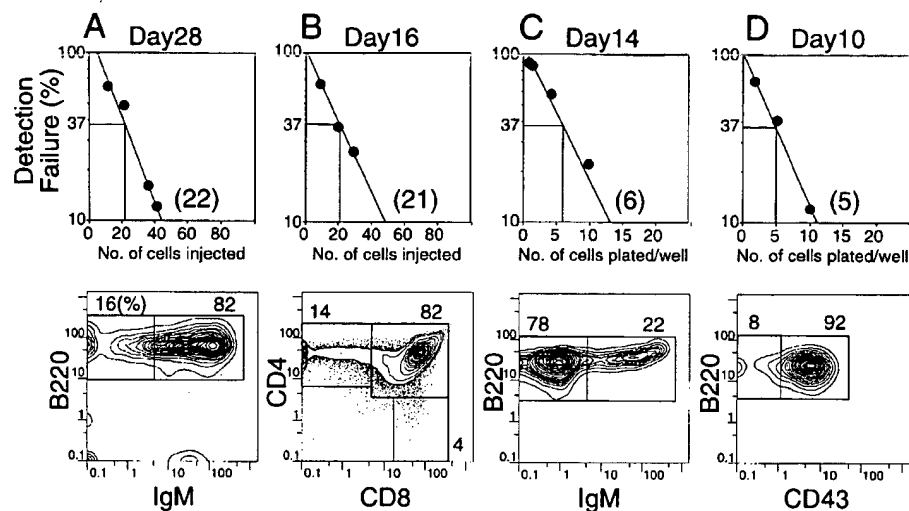 A B C D
Day28 Day16 Day14 Day10
Detection
Failure (%)
100 100 100 100
37 37 37 37
10 10 10 10
(22) (21) (6) (5)
0 20 40 60 80 0 20 40 60 80 0 5 10 15 20 0 5 10 15 20
No. of cells injected No. of cells injected No. of cells plated/well No. of cells plated/well
16(%) 82 14 82 78 22 8 92
100 100 100 100
10 10 10 10
1 1 1 1
0.1 0.1 0.1 0.1
4
B220 CD4 B220 B220
0.1 1 10 100 0.1 1 10 100 0.1 1 10 100 0.1 1 10 100
IgM CD8 IgM CD43